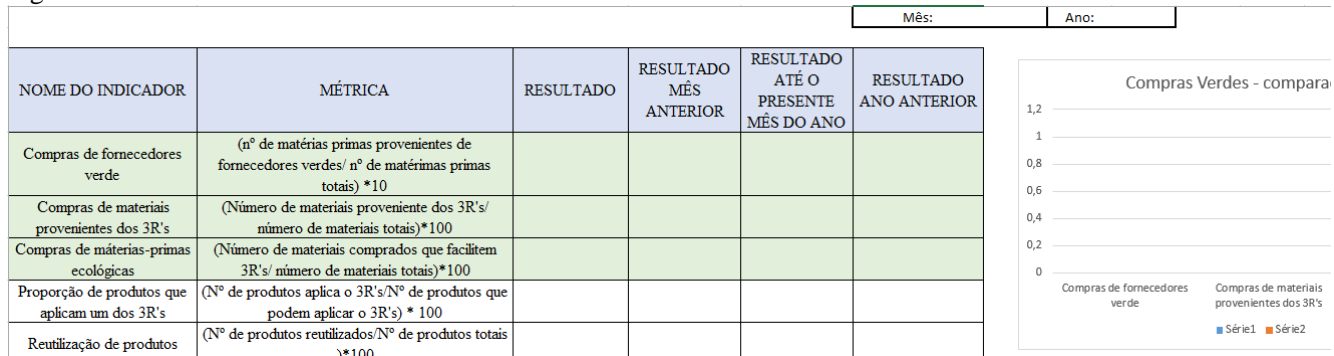 Mês:
Ano:
NOME DO INDICADOR
MÉTRICA
RESULTADO
RESULTADO
MÊS
ANTERIOR
RESULTADO
ATÉ O
PRESENTE
MÊS DO ANO
RESULTADO
ANO ANTERIOR
Compras de fornecedores
verde
(nº de matérias primas provenientes de
fornecedores verdes/ nº de matérimas primas
totais) *10
Compras de materiais
provenientes dos 3R's
(Número de materiais proveniente dos 3R's/
número de materiais totais)*100
Compras de máterias-primas
ecológicas
(Número de materiais comprados que facilitem
3R's/ número de materiais totais)*100
Proporção de produtos que
aplicam um dos 3R's
(Nº de produtos aplica o 3R's/Nº de produtos que
podem aplicar o 3R's) * 100
Reutilização de produtos
(Nº de produtos reutilizados/Nº de produtos totais
)*100
Compras Verdes - compara
1,2
1
0,8
0,6
0,4
0,2
0
Compras de fornecedores
verde
Compras de materiais
provenientes dos 3R's
Série1
Série2